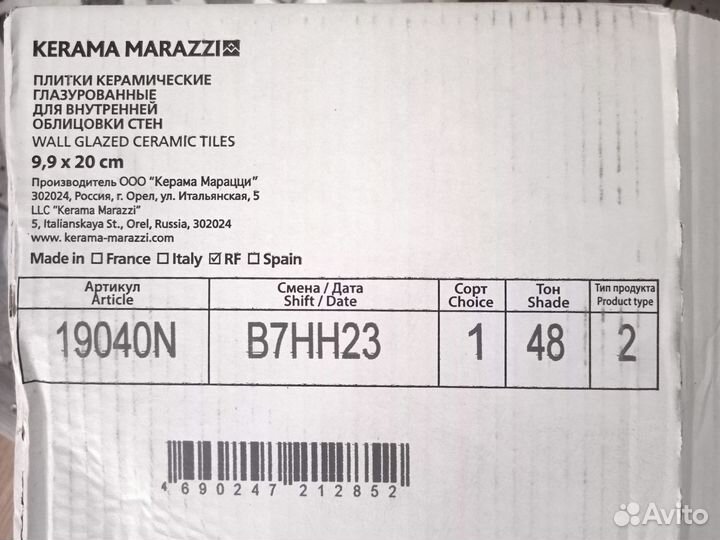 KERAMA MARAZZI
ПЛИТКИ КЕРАМИЧЕСКИЕ
ГЛАЗУРОВАННЫЕ
ДЛЯ ВНУТРЕННЕЙ
ОБЛИЦОВКИ СТЕН
WALL GLAZED CERAMIC TILES
9,9 x 20 cm
Производитель ООО "Керама Марацци"
302024, Россия, г. Орел, ул. Итальянская, 5
LLC "Kerama Marazzi"
5, Italianskaya St., Orel, Russia, 302024
www. kerama-marazzi.com
Made in ☐ France ☐ Italy ☑ RF ☐ Spain
Артикул Смена / Дата Сорт Тон Тип продукта
Article Shift / Date Choice Shade Product type
19040N B7HH23 1 48 2
4 690247 212852
Avito